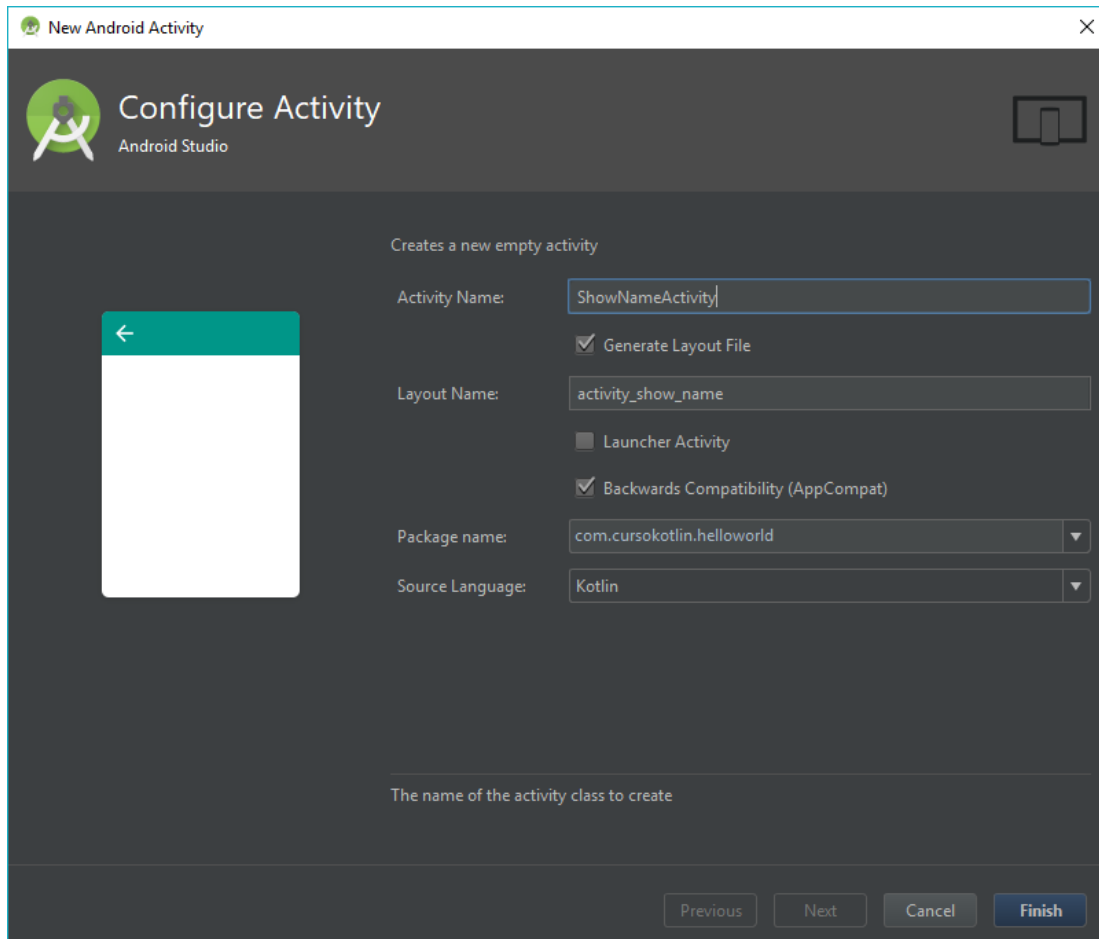 New Android Activity
Configure Activity
Android Studio
Creates a new empty activity
Activity Name: ShowNameActivity
Generate Layout File
Layout Name: activity_show_name
Launcher Activity
Backwards Compatibility (AppCompat)
Package name: com.cursokotlin.helloworld
Source Language: Kotlin
The name of the activity class to create
Previous Next Cancel Finish